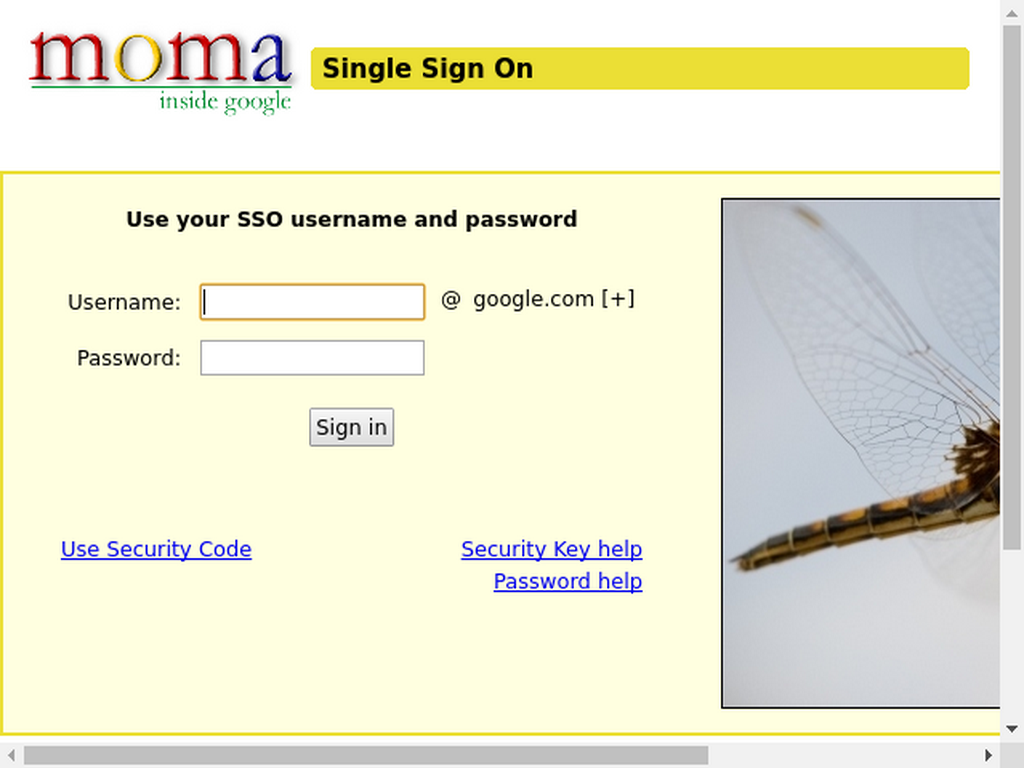 moma
inside google
Single Sign On
Use your SSO username and password
Username: @ google.com [+]
Password:
Sign in
Use Security Code
Security Key help
Password help